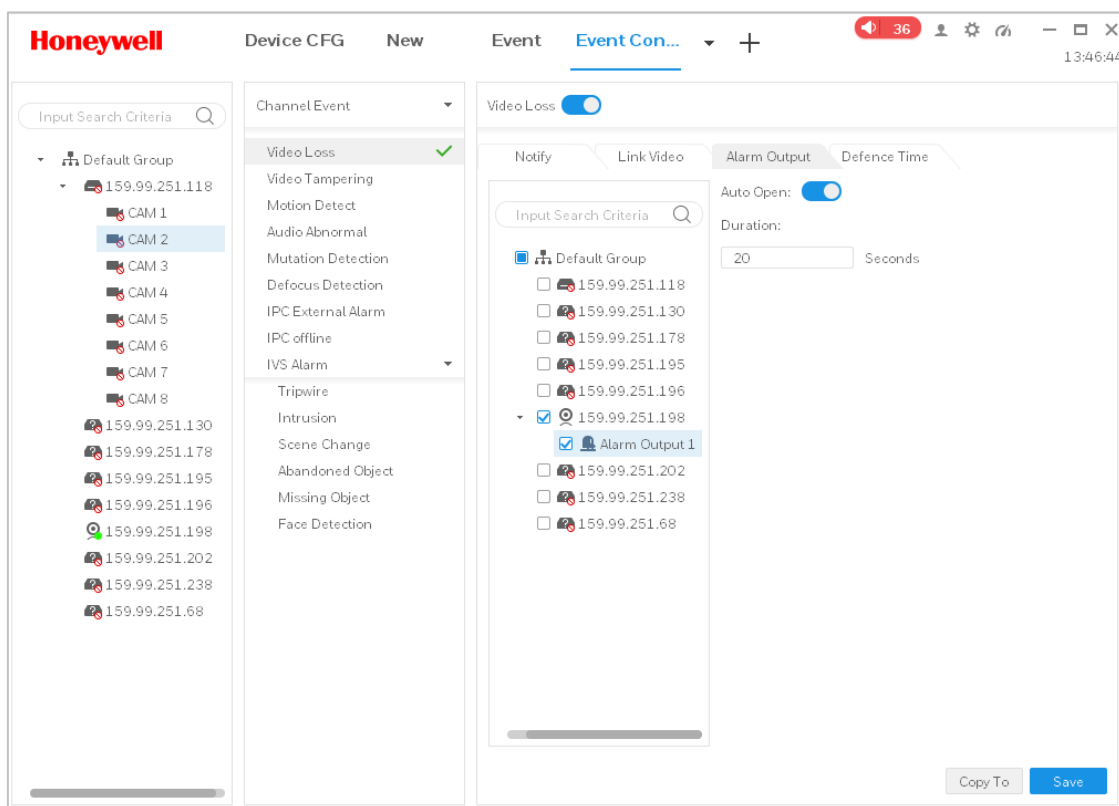 Honeywell
Device CFG New Event Event Con... 36
13:46:44
Input Search Criteria
Default Group
159.99.251.118
CAM 1
CAM 2
CAM 3
CAM 4
CAM 5
CAM 6
CAM 7
CAM 8
159.99.251.130
159.99.251.178
159.99.251.195
159.99.251.196
159.99.251.198
159.99.251.202
159.99.251.238
159.99.251.68
Channel Event
Video Loss
Video Tampering
Motion Detect
Audio Abnormal
Mutation Detection
Defocus Detection
IPC External Alarm
IPC offline
IVS Alarm
Tripwire
Intrusion
Scene Change
Abandoned Object
Missing Object
Face Detection
Video Loss
Notify Link Video Alarm Output Defence Time
Input Search Criteria
Default Group
159.99.251.118
159.99.251.130
159.99.251.178
159.99.251.195
159.99.251.196
159.99.251.198
Alarm Output 1
159.99.251.202
159.99.251.238
159.99.251.68
Auto Open:
Duration:
20 Seconds
Copy To Save